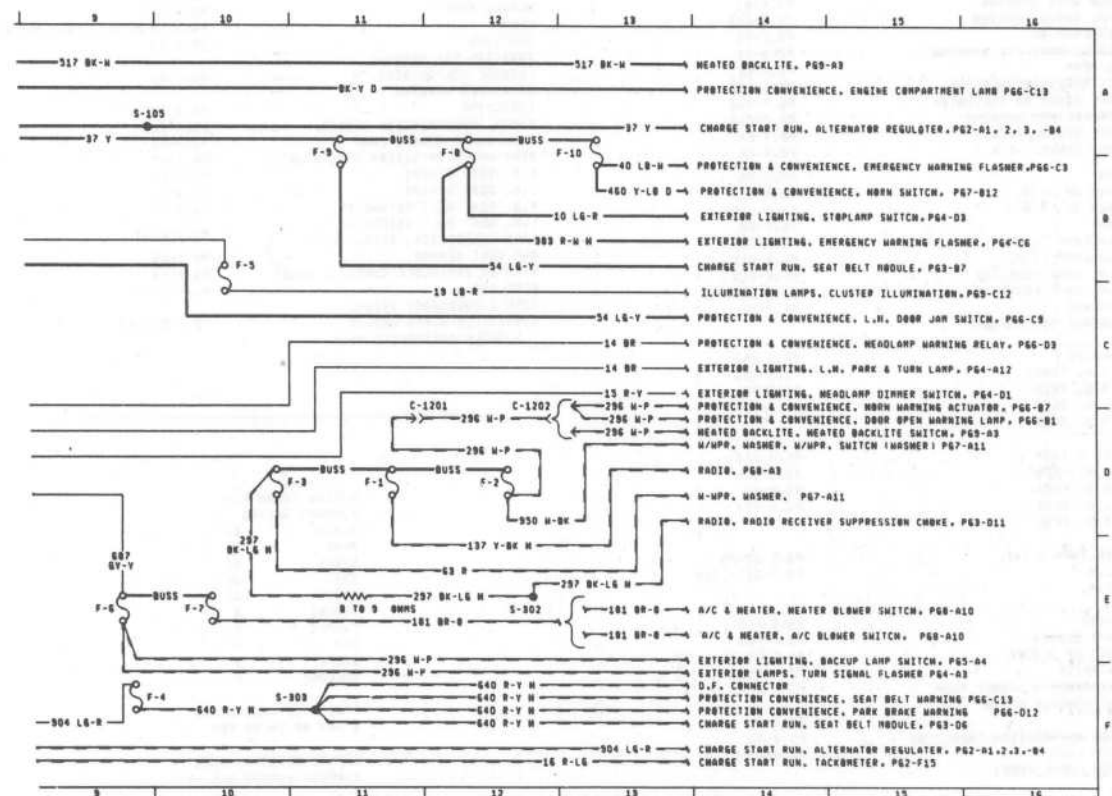 9 10 11 12 13 14 15 16
517 BK-W 517 BK-W HEATED BACKLITE, PG9-A3
BK-Y D PROTECTION CONVENIENCE, ENGINE COMPARTMENT LAMB PG6-C13
S-105
37 Y CHARGE START RUN, ALTERNATOR REGULOTER, PG2-A1, 2, 3, -B4
37 Y BUSS BUSS
F-9 F-8 F-10
40 LB-W PROTECTION & CONVENIENCE, EMERGENCY WARNING FLASHER, PG6-C3
460 Y-LB D PROTECTION & CONVENIENCE, HORN SWITCH, PG7-B12
10 LG-R EXTERIOR LIGHTING, STOPLAMP SWITCH, PG4-D3
383 R-W H EXTERIOR LIGHTING, EMERGENCY WARNING FLASHER, PG4-C6
F-5
54 LG-Y CHARGE START RUN, SEAT BELT MODULE, PG3-B7
19 LB-R ILLUMINATION LAMPS, CLUSTER ILLUMINATION, PG9-C12
54 LG-Y PROTECTION & CONVENIENCE, L.H. DOOR JAM SWITCH, PG6-C9
14 BR PROTECTION & CONVENIENCE, HEADLAMP WARNING RELAY, PG6-D3
14 BR EXTERIOR LIGHTING, L.H. PARK & TURN LAMP, PG4-A12
15 R-Y EXTERIOR LIGHTING, HEADLAMP DIMMER SWITCH, PG4-D1
C-1201 C-1202 296 W-P PROTECTION & CONVENIENCE, HORN WARNING ACTUATOR, PG6-B7
296 W-P 296 W-P PROTECTION & CONVENIENCE, DOOR OPEN WARNING LAMP, PG6-B1
296 W-P HEATED BACKLITE, HEATED BACKLITE SWITCH, PG9-A3
296 W-P W/WPR, WASHER, W/WPR, SWITCH (WASHER) PG7-A11
BUSS BUSS RADIO, PG8-A3
F-3 F-1 F-2
W-WPR, WASHER, PG7-A11
950 W-BK RADIO, RADIO RECEIVER SUPPRESSION CHOKE, PG3-D11
297
BK-LG H
137 Y-BK H
607
GY-Y
63 R
297 BK-LG H
BUSS 297 BK-LG H
F-6 F-7 8 TO 9 OHMS S-302 181 BR-O A/C & HEATER, HEATER BLOWER SWITCH, PG8-A10
181 BR-O
181 BR-O A/C & HEATER, A/C BLOWER SWITCH, PG8-A10
296 W-P EXTERIOR LIGHTING, BACKUP LAMP SWITCH, PG5-A4
296 W-P EXTERIOR LAMPS, TURN SIGNAL FLASHER PG4-A3
640 R-Y H D.F. CONNECTOR
F-4 S-303 640 R-Y H PROTECTION CONVENIENCE, SEAT BELT WARNING PG6-C13
640 R-Y H 640 R-Y H PROTECTION CONVENIENCE, PARK BRAKE WARNING PG6-D12
904 LG-R 640 R-Y H CHARGE START RUN, SEAT BELT MODULE, PG3-D6
904 LG-R CHARGE START RUN, ALTERNATOR REGULATER, PG2-A1,2,3,-B4
16 R-LG CHARGE START RUN, TACKOMETER, PG2-F15
A
B
C
D
E
F
9 10 11 12 13 14 15 16